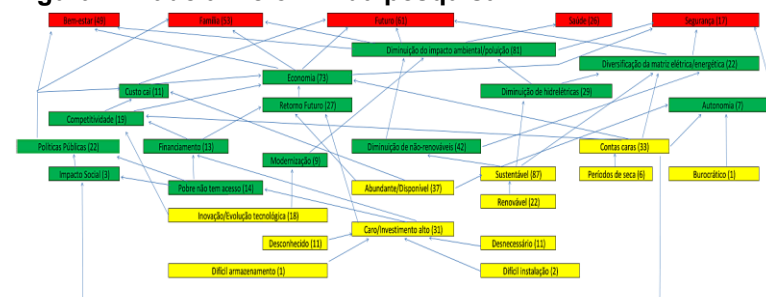 Bem-estar (49)
Família (53)
Futuro (61)
Saúde (26)
Segurança (17)
Diminuição do impacto ambiental/poluição (81)
Diversificação da matriz elétrica/energética (22)
Economia (73)
Custo cai (11)
Diminuição de hidrelétricas (29)
Retorno Futuro (27)
Autonomia (7)
Competitividade (19)
Políticas Públicas (22)
Financiamento (13)
Diminuição de não-renováveis (42)
Contas caras (33)
Modernização (9)
Impacto Social (3)
Pobre não tem acesso (14)
Abundante/Disponível (37)
Sustentável (87)
Períodos de seca (6)
Burocrático (1)
Renovável (22)
Inovação/Evolução tecnológica (18)
Caro/Investimento alto (31)
Desconhecido (11)
Desnecessário (11)
Difícil armazenamento (1)
Difícil instalação (2)